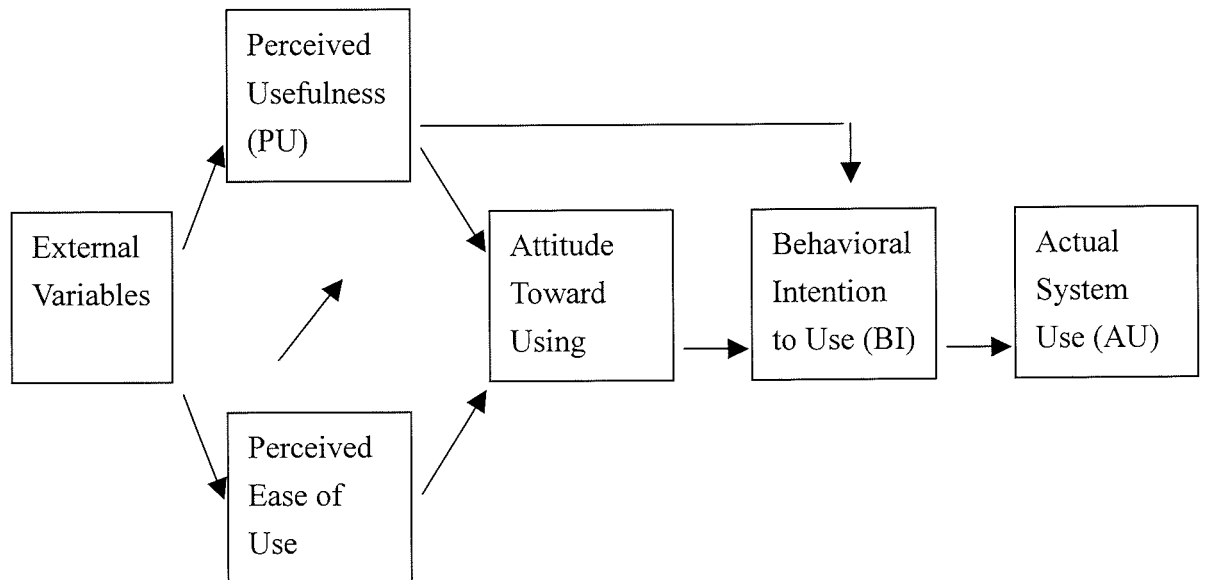 Perceived
Usefulness
(PU)
External
Variables
Attitude
Toward
Using
Behavioral
Intention
to Use (BI)
Actual
System
Use (AU)
Perceived
Ease of
Use